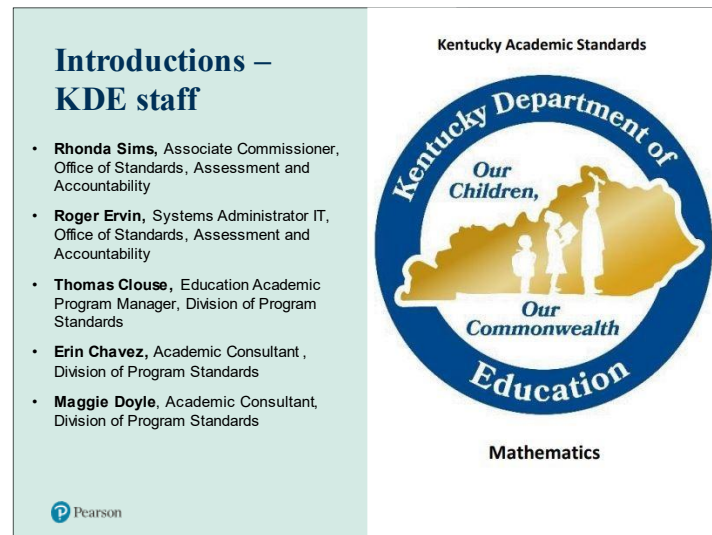 Introductions –
KDE staff
• Rhonda Sims, Associate Commissioner,
Office of Standards, Assessment and
Accountability
• Roger Ervin, Systems Administrator IT,
Office of Standards, Assessment and
Accountability
• Thomas Clouse, Education Academic
Program Manager, Division of Program
Standards
• Erin Chavez, Academic Consultant ,
Division of Program Standards
• Maggie Doyle, Academic Consultant,
Division of Program Standards
P Pearson
Kentucky Academic Standards
Kentucky Department of
Our
Children,
Our
Commonwealth
Education
Mathematics